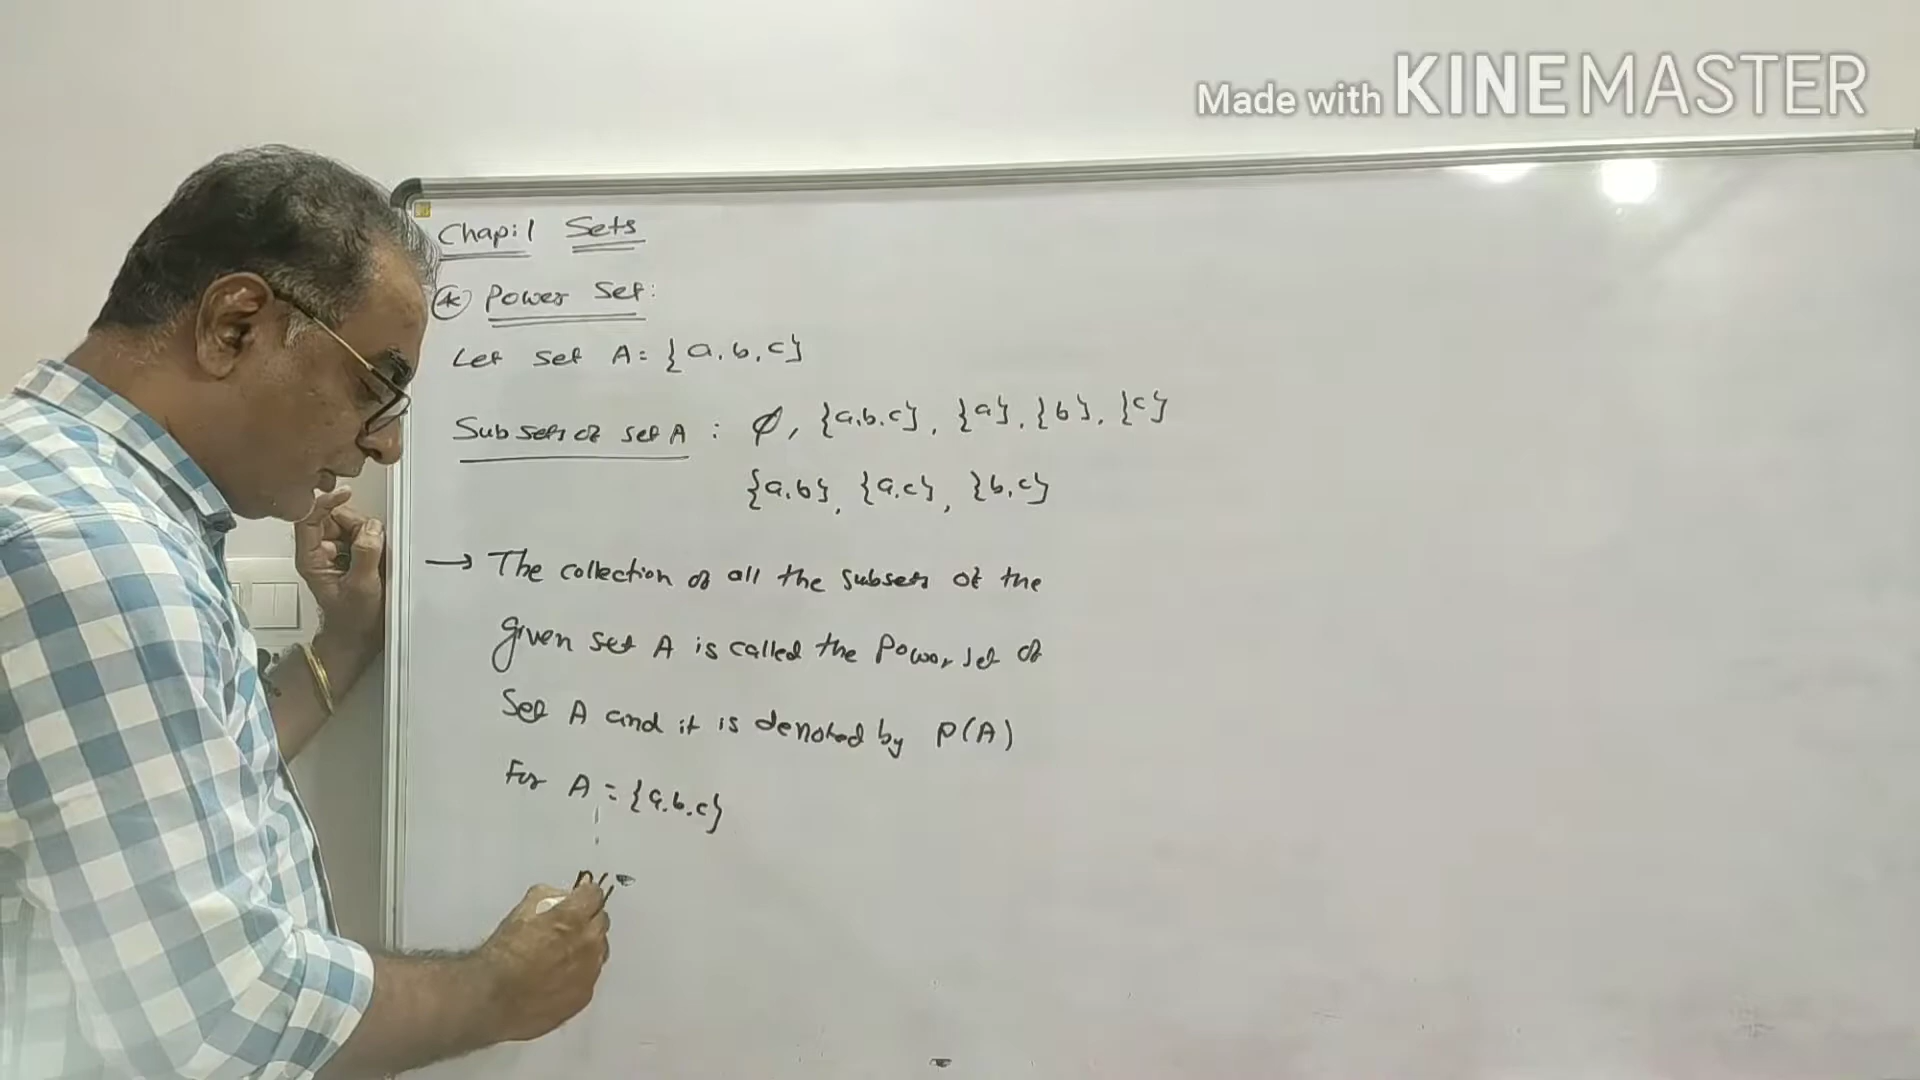 Made with KINEMASTER
Chap:1 Sets
* Power Set:
Let set A = {a, b, c}
Subsets of set A : ϕ, {a.b.c}, {a}, {b}, {c}
{a,b}, {a,c}, {b,c}
→ The collection of all the subsets of the
given set A is called the Power set of
Set A and it is denoted by P(A)
For A = {a.b.c}